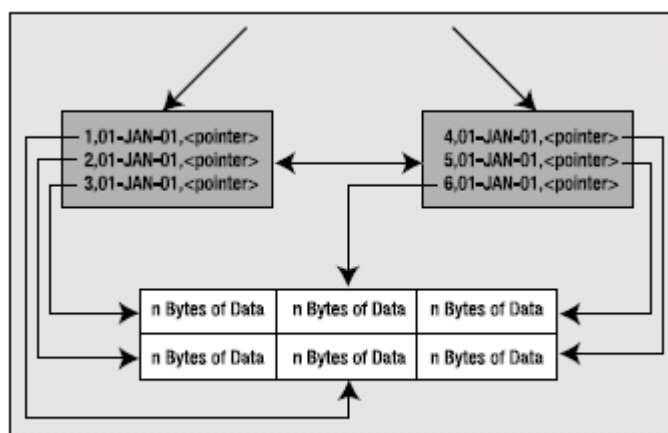 1,01-JAN-01,<pointer>
2,01-JAN-01,<pointer>
3,01-JAN-01,<pointer>
4,01-JAN-01,<pointer>
5,01-JAN-01,<pointer>
6,01-JAN-01,<pointer>
n Bytes of Data n Bytes of Data n Bytes of Data
n Bytes of Data n Bytes of Data n Bytes of Data